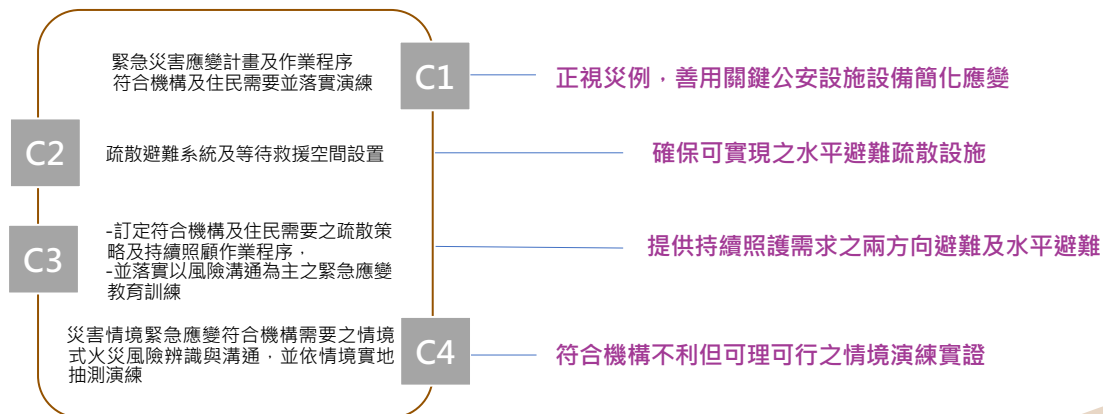 緊急災害應變計畫及作業程序
符合機構及住民需要並落實演練
C1
正視災例，善用關鍵公安設施設備簡化應變
C2
疏散避難系統及等待救援空間設置
確保可實現之水平避難疏散設施
C3
-訂定符合機構及住民需要之疏散策
略及持續照顧作業程序，
-並落實以風險溝通為主之緊急應變
教育訓練
提供持續照護需求之兩方向避難及水平避難
災害情境緊急應變符合機構需要之情境
式火災風險辨識與溝通，並依情境實地
抽測演練
C4
符合機構不利但可理可行之情境演練實證